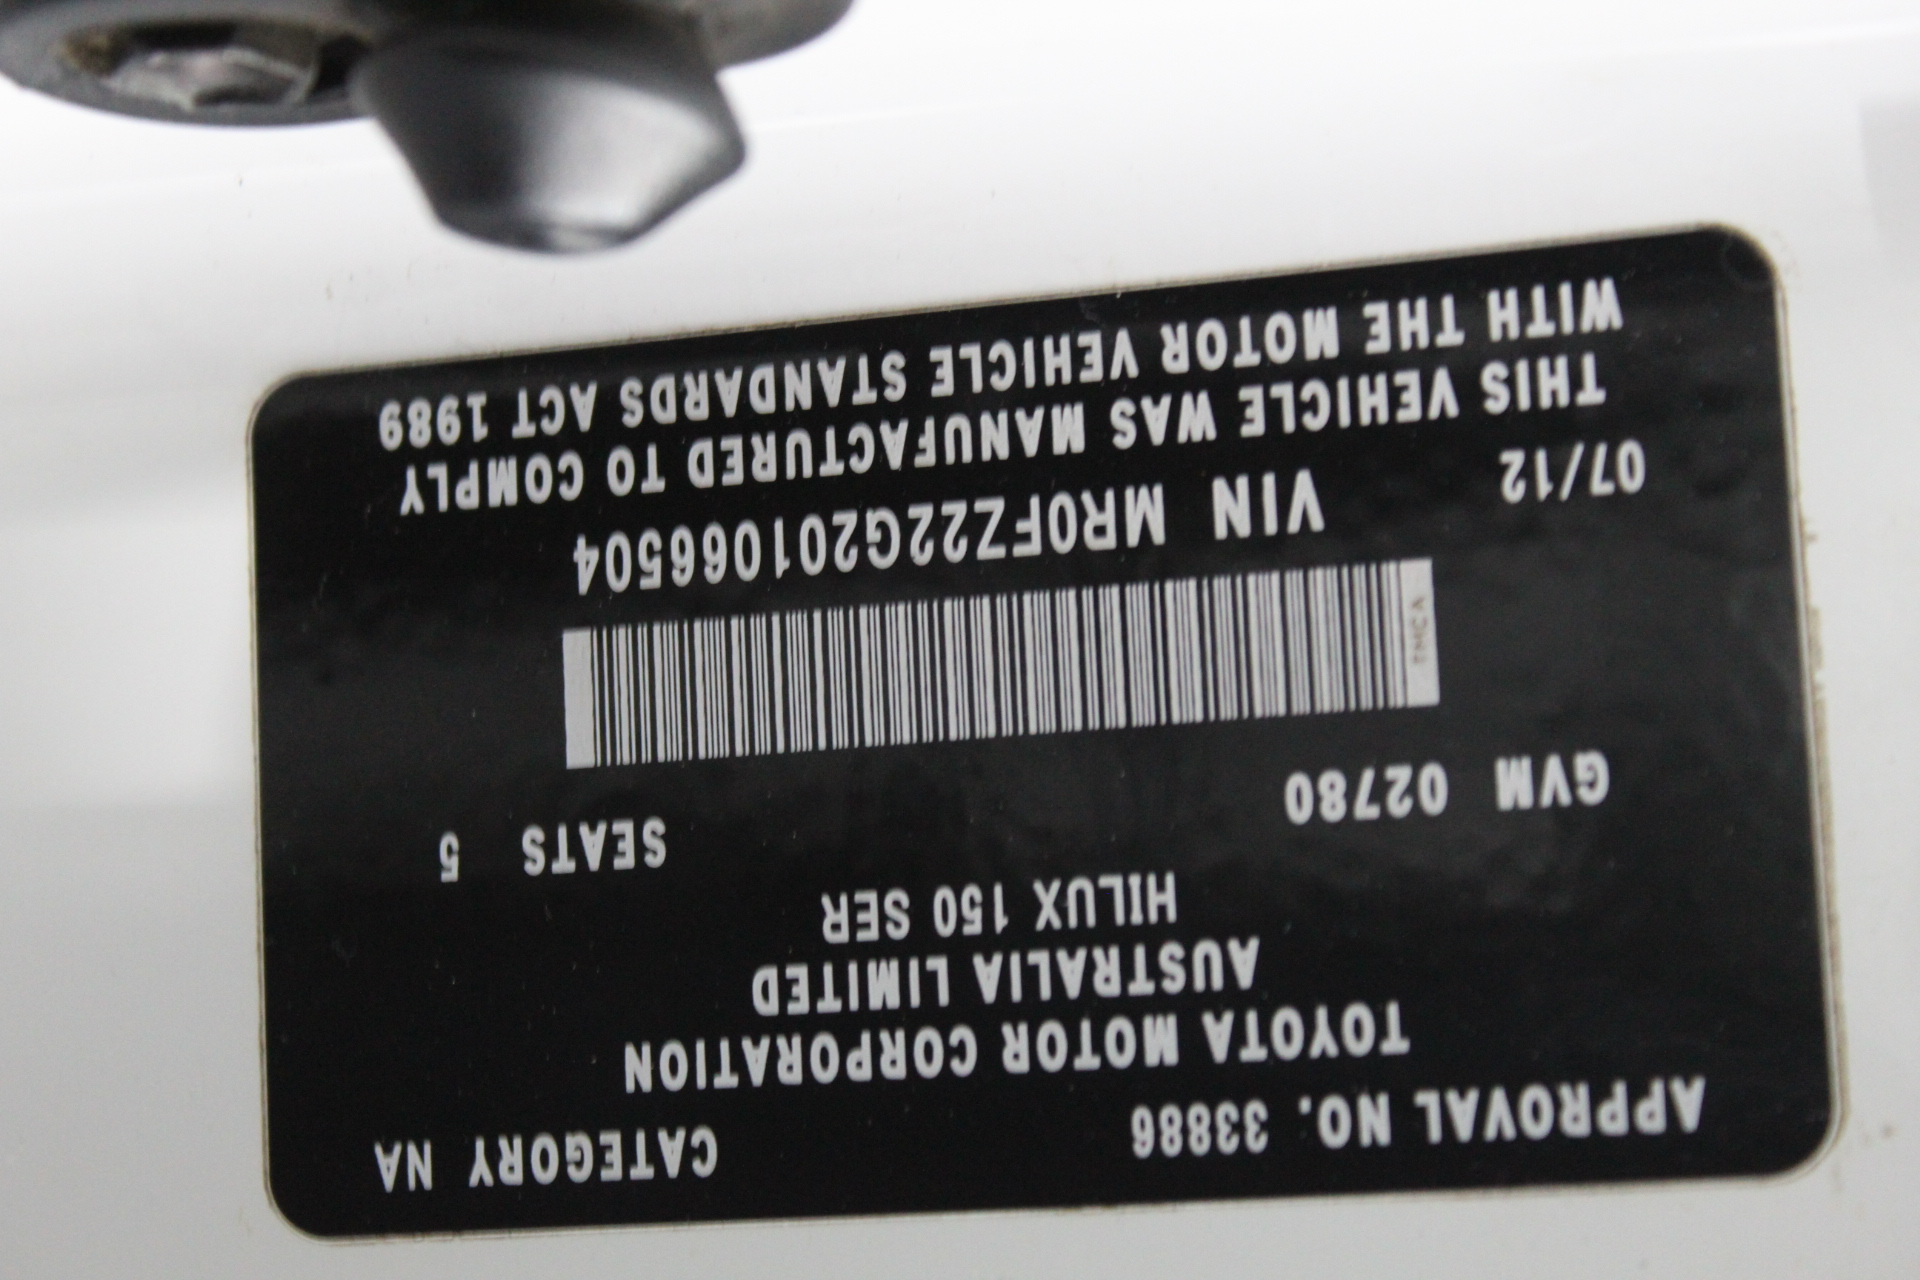 APPROVAL NO. 33886 CATEGORY NA
TOYOTA MOTOR CORPORATION
AUSTRALIA LIMITED
HILUX 150 SER
GVM 02780 SEATS 5
TMCA
VIN MR0FZ22G201066504
07/12
THIS VEHICLE WAS MANUFACTURED TO COMPLY
WITH THE MOTOR VEHICLE STANDARDS ACT 1989